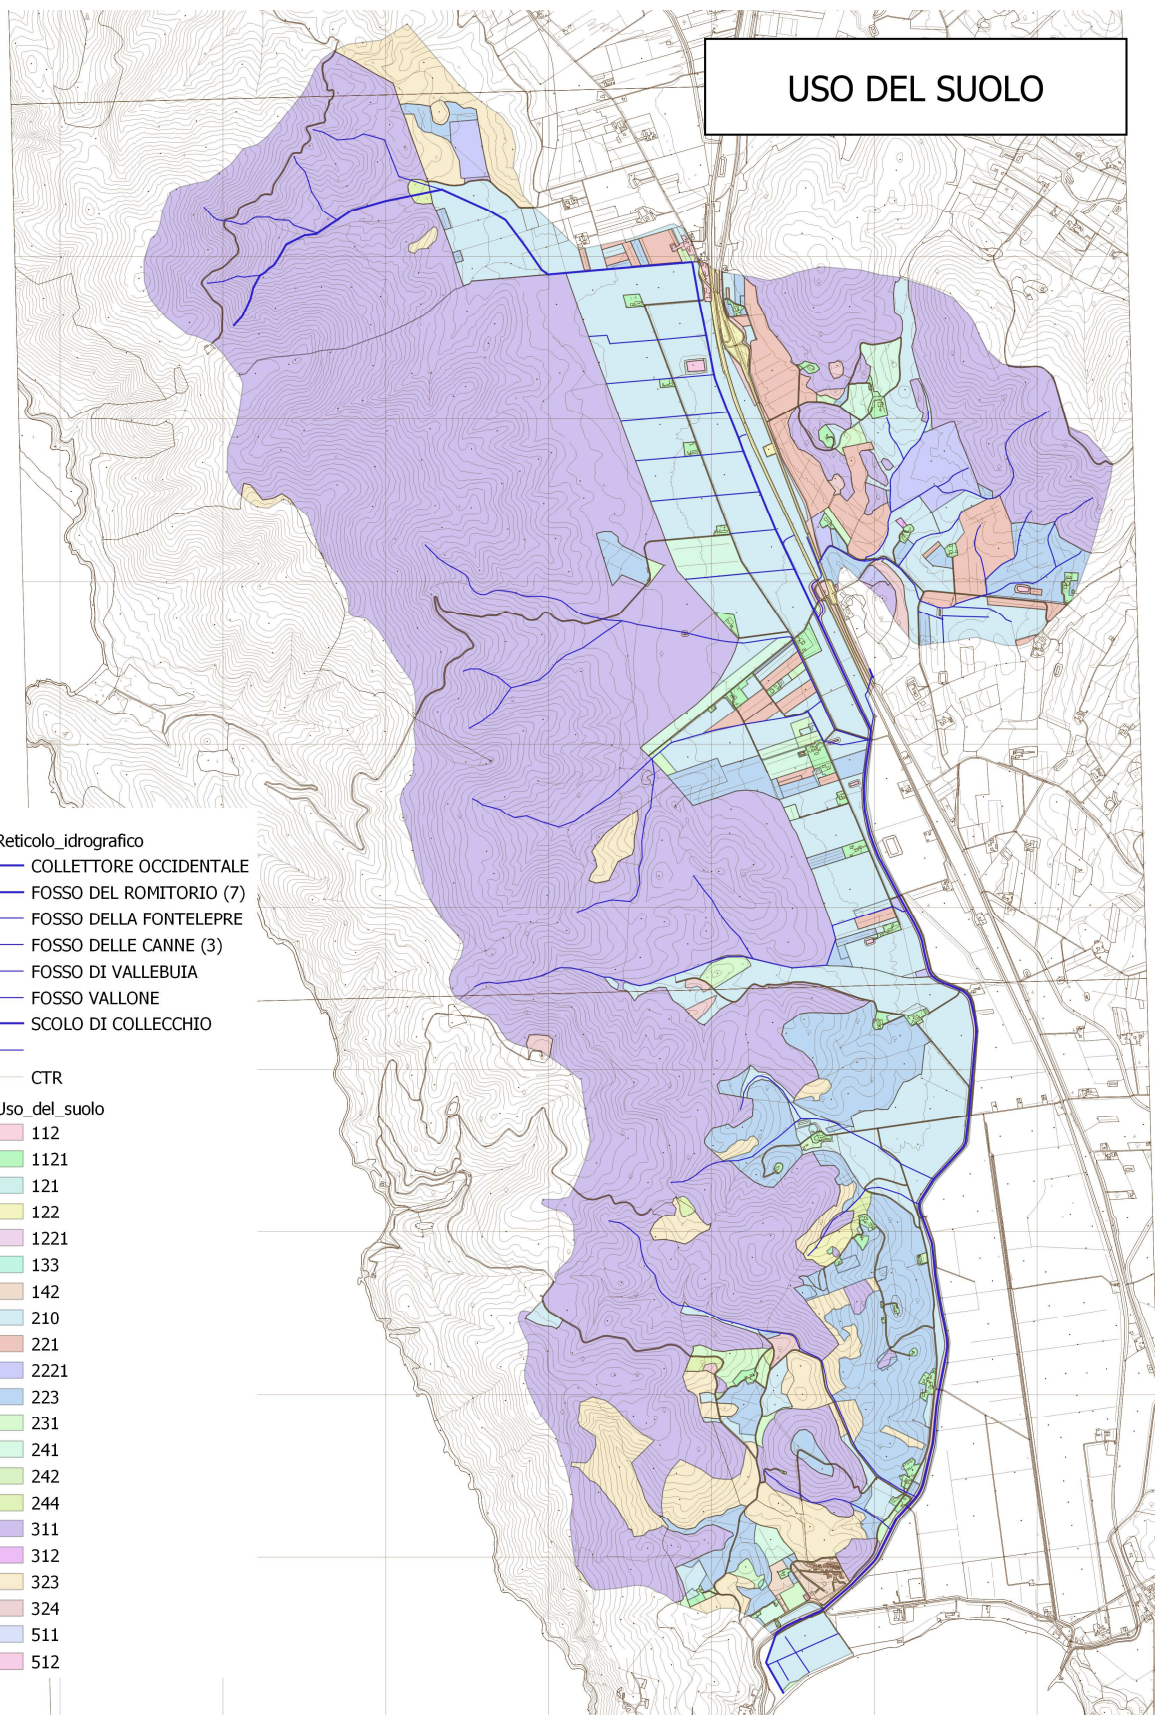 USO DEL SUOLO
Reticolo_idrografico
COLLETTORE OCCIDENTALE
FOSSO DEL ROMITORIO (7)
FOSSO DELLA FONTELEPRE
FOSSO DELLE CANNE (3)
FOSSO DI VALLEBUIA
FOSSO VALLONE
SCOLO DI COLLECCHIO
CTR
Uso_del_suolo
112
1121
121
122
1221
133
142
210
221
2221
223
231
241
242
244
311
312
323
324
511
512